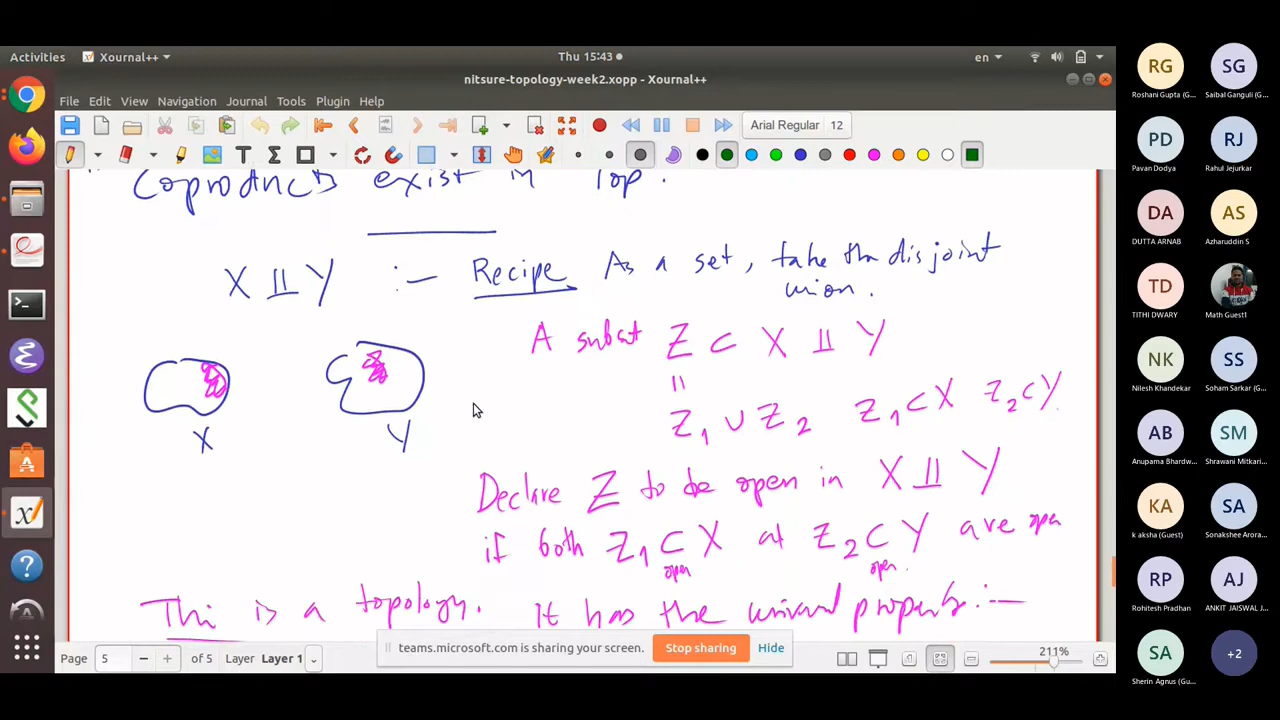 Activities Xournal++ Thu 15:43 en
nitsure-topology-week2.xopp - Xournal++
File Edit View Navigation Journal Tools Plugin Help
Arial Regular 12
Coproducts exist in Top.
X ⨿ Y :- Recipe As a set, take the disjoint
union.
A subset Z ⊂ X ⨿ Y
=
Z1 ∪ Z2 Z1 ⊂ X Z2 ⊂ Y.
X Y
Declare Z to be open in X ⨿ Y
if both Z1 ⊂ X at Z2 ⊂ Y are open
open open.
This is a topology. It has the universal property :-
teams.microsoft.com is sharing your screen. Stop sharing Hide
Page 5 of 5 Layer Layer 1 211%
RG SG
Roshani Gupta (G... Saibal Ganguli (G...
PD RJ
Pavan Dodya Rahul Jejurkar
DA AS
DUTTA ARNAB Azharuddin S
TD
TITHI DWARY Math Guest1
NK SS
Nilesh Khandekar Soham Sarkar (G...
AB SM
Anupama Bhardw... Shrawani Mitkari...
KA SA
k aksha (Guest) Sonakshee Arora...
RP AJ
Rohitesh Pradhan ANKIT JAISWAL J...
SA +2
Sherin Agnus (Gu...